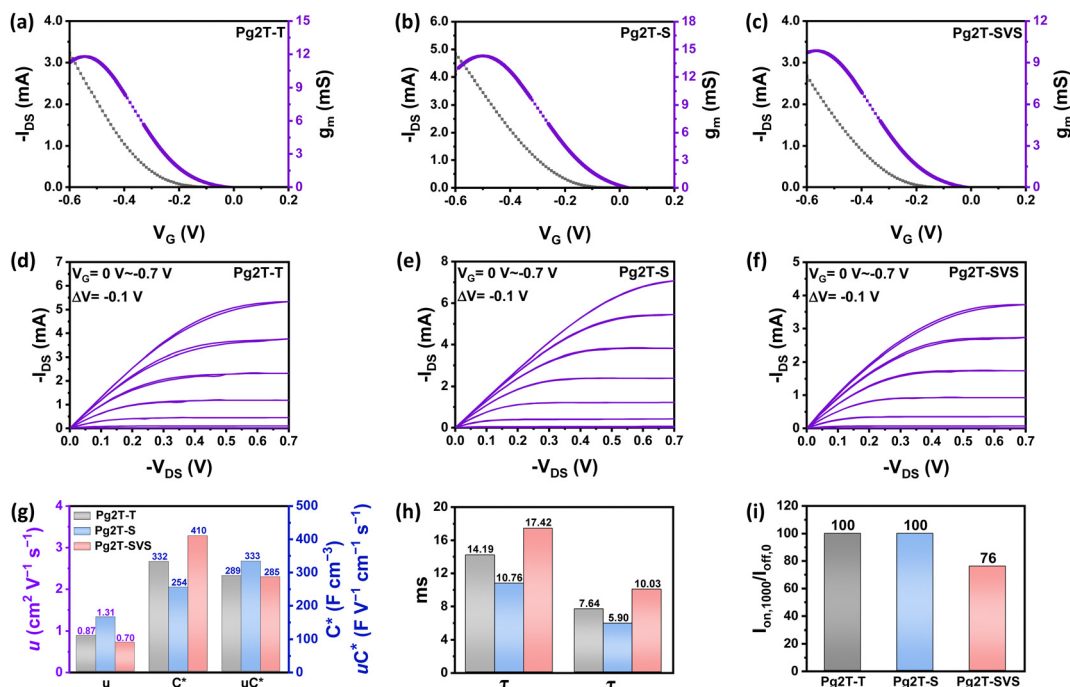 (a)
Pg2T-T
4.0
3.0
2.0
1.0
0.0
-I_DS (mA)
15
12
9
6
3
0
g_m (mS)
-0.6 -0.4 -0.2 0.0 0.2
V_G (V)
(b)
Pg2T-S
6.0
5.0
4.0
3.0
2.0
1.0
0.0
-I_DS (mA)
18
15
12
9
6
3
0
g_m (mS)
-0.6 -0.4 -0.2 0.0 0.2
V_G (V)
(c)
Pg2T-SVS
4.0
3.0
2.0
1.0
0.0
-I_DS (mA)
12
9
6
3
0
g_m (mS)
-0.6 -0.4 -0.2 0.0 0.2
V_G (V)
(d)
V_G= 0 V~-0.7 V
Pg2T-T
ΔV= -0.1 V
7
6
5
4
3
2
1
0
-I_DS (mA)
0.0 0.1 0.2 0.3 0.4 0.5 0.6 0.7
-V_DS (V)
(e)
V_G= 0 V~-0.7 V
Pg2T-S
ΔV= -0.1 V
8
6
4
2
0
-I_DS (mA)
0.0 0.1 0.2 0.3 0.4 0.5 0.6 0.7
-V_DS (V)
(f)
V_G= 0 V~-0.7 V
Pg2T-SVS
ΔV= -0.1 V
5
4
3
2
1
0
-I_DS (mA)
0.0 0.1 0.2 0.3 0.4 0.5 0.6 0.7
-V_DS (V)
(g)
Pg2T-T
Pg2T-S
Pg2T-SVS
4
3
2
1
0
u (cm² V⁻¹ s⁻¹)
0.87 1.31 0.70
332 254 410
289 333 285
500
400
300
200
100
0
C* (F cm⁻³)
uC* (F V⁻¹ cm⁻¹ s⁻¹)
u C* uC*
(h)
20
16
12
8
4
0
ms
14.19 10.76 17.42
7.64 5.90 10.03
τ τ
(i)
120
100
80
60
40
20
0
I_on,1000/I_off,0
100 100 76
Pg2T-T Pg2T-S Pg2T-SVS